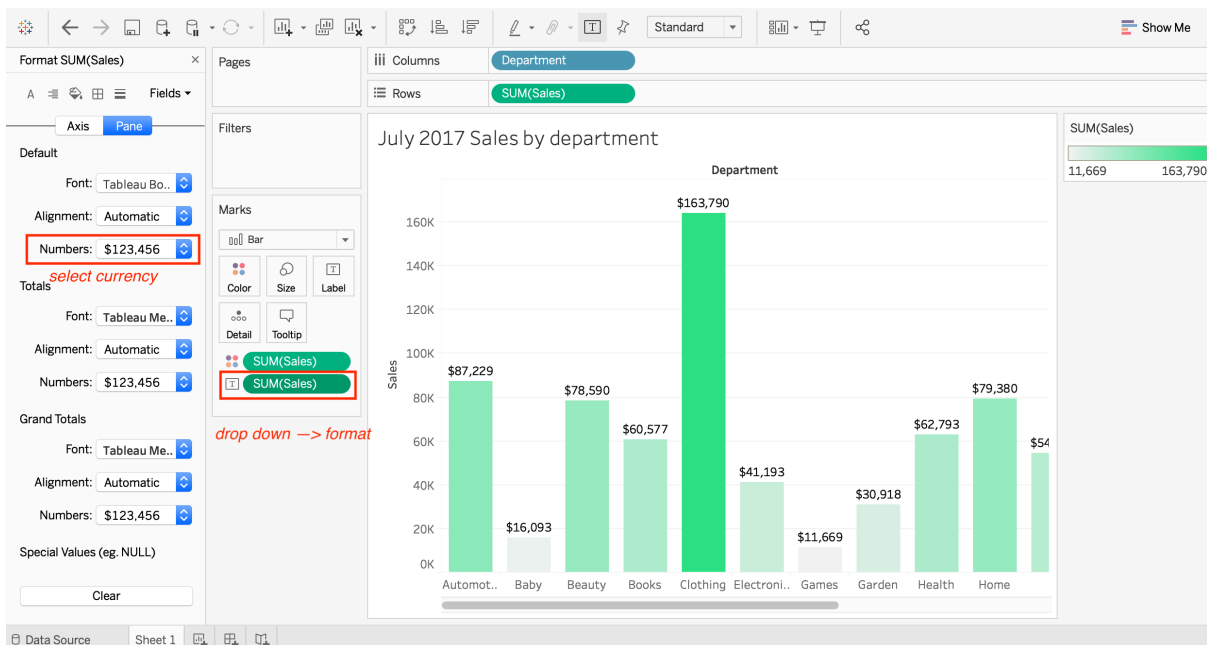 Standard
Show Me
Format SUM(Sales) ×
A Fields
Axis Pane
Default
Font: Tableau Bo..
Alignment: Automatic
Numbers: $123,456
select currency
Totals
Font: Tableau Me..
Alignment: Automatic
Numbers: $123,456
Grand Totals
Font: Tableau Me..
Alignment: Automatic
Numbers: $123,456
Special Values (eg. NULL)
Clear
Pages
Filters
Marks
Bar
Color Size Label
Detail Tooltip
SUM(Sales)
T SUM(Sales)
drop down —> format
Columns Department
Rows SUM(Sales)
July 2017 Sales by department
Department
Sales
160K
140K
120K
100K
80K
60K
40K
20K
0K
$87,229
$16,093
$78,590
$60,577
$163,790
$41,193
$11,669
$30,918
$62,793
$79,380
$54
Automot.. Baby Beauty Books Clothing Electroni.. Games Garden Health Home
SUM(Sales)
11,669 163,790
Data Source Sheet 1